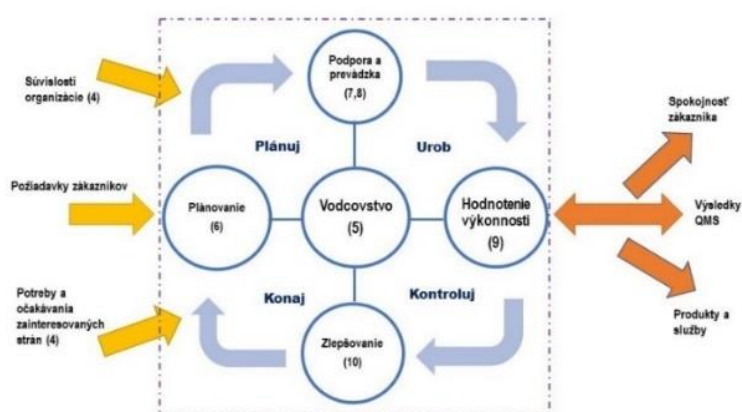 Súvislosti
organizácie (4)
Požiadavky zákazníkov
Potreby a
očakávania
zainteresovaných
strán (4)
Podpora a
prevádzka
(7,8)
Plánuj
Urob
Plánovanie
(6)
Vodcovstvo
(5)
Hodnotenie
výkonnosti
(9)
Konaj
Kontroluj
Zlepšovanie
(10)
Spokojnosť
zákazníka
Výsledky
QMS
Produkty a
služby